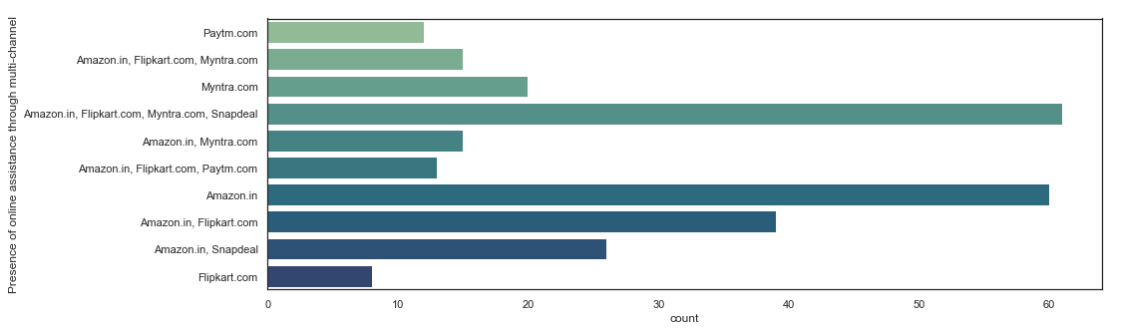 Presence of online assistance through multi-channel
Paytm.com
Amazon.in, Flipkart.com, Myntra.com
Myntra.com
Amazon.in, Flipkart.com, Myntra.com, Snapdeal
Amazon.in, Myntra.com
Amazon.in, Flipkart.com, Paytm.com
Amazon.in
Amazon.in, Flipkart.com
Amazon.in, Snapdeal
Flipkart.com
0 10 20 30 40 50 60
count